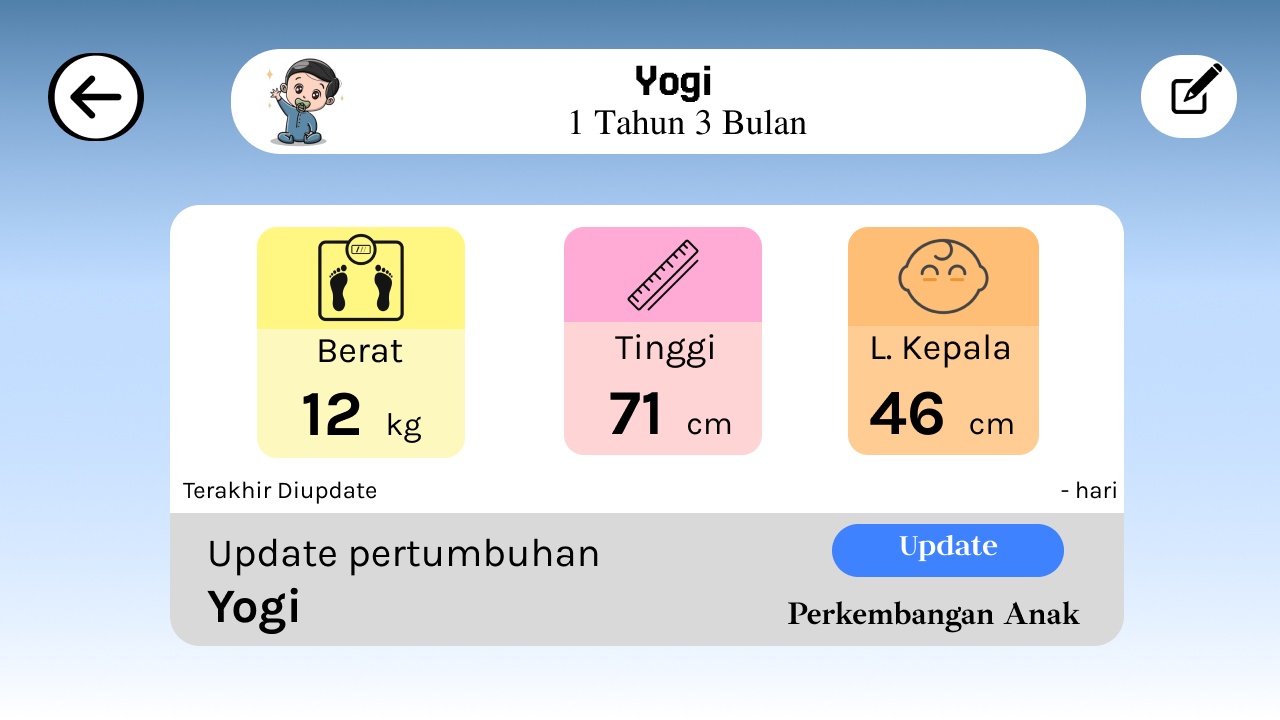 Yogi
1 Tahun 3 Bulan
Berat
12 kg
Tinggi
71 cm
L. Kepala
46 cm
Terakhir Diupdate
- hari
Update pertumbuhan
Yogi
Update
Perkembangan Anak